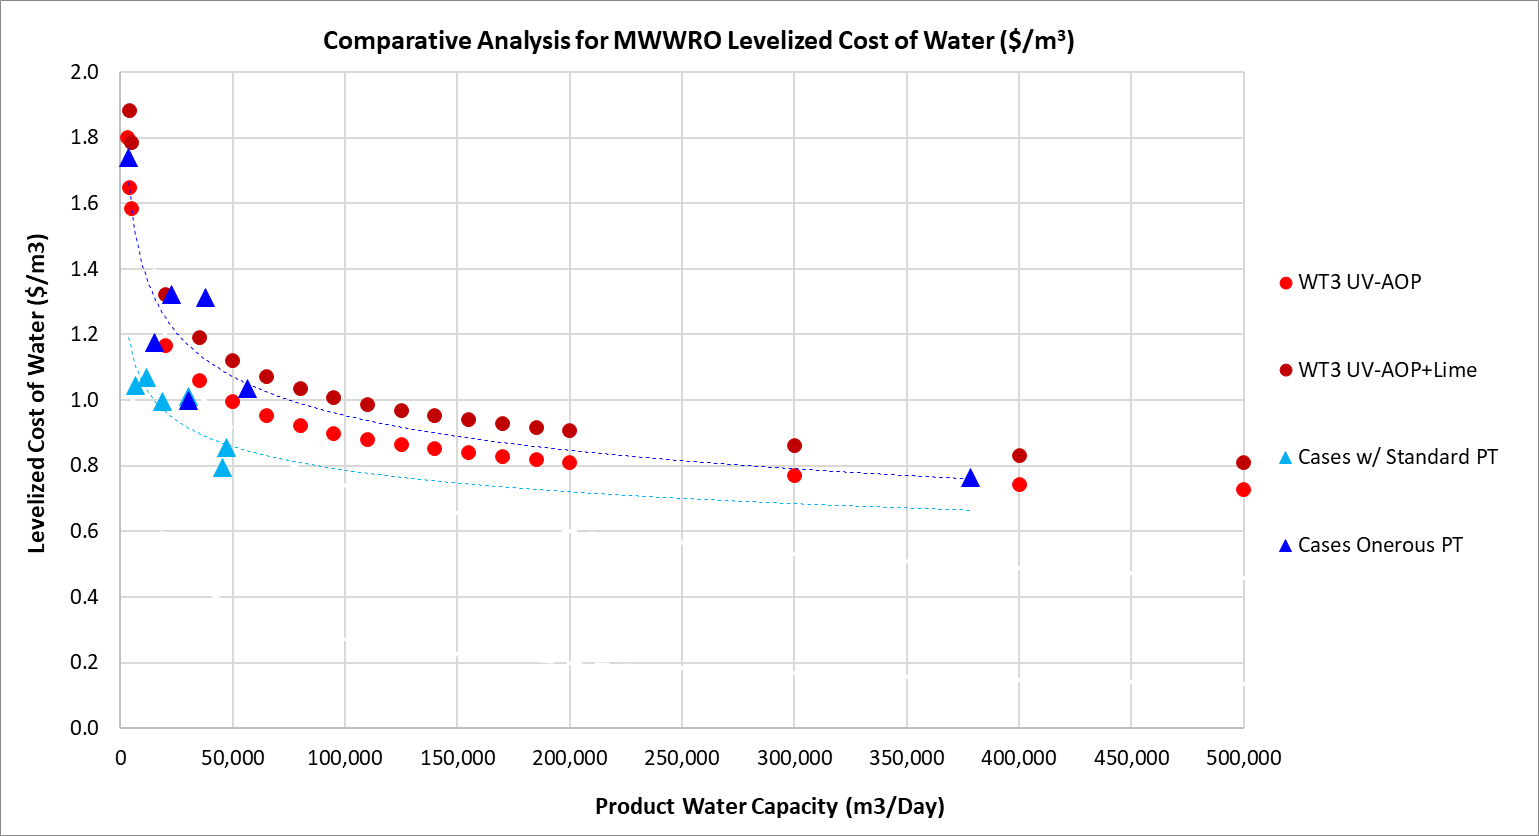 Comparative Analysis for MWWRO Levelized Cost of Water ($/m³)
Levelized Cost of Water ($/m3)
2.0
1.8
1.6
1.4
1.2
1.0
0.8
0.6
0.4
0.2
0.0
0 50,000 100,000 150,000 200,000 250,000 300,000 350,000 400,000 450,000 500,000
Product Water Capacity (m3/Day)
WT3 UV-AOP
WT3 UV-AOP+Lime
Cases w/ Standard PT
Cases Onerous PT